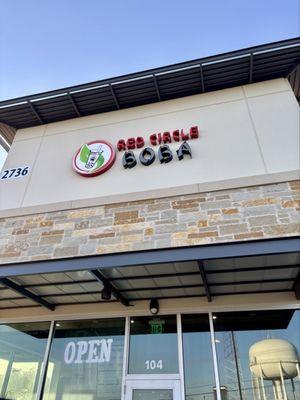 RED CIRCLE
BOBA
2736
OPEN
104